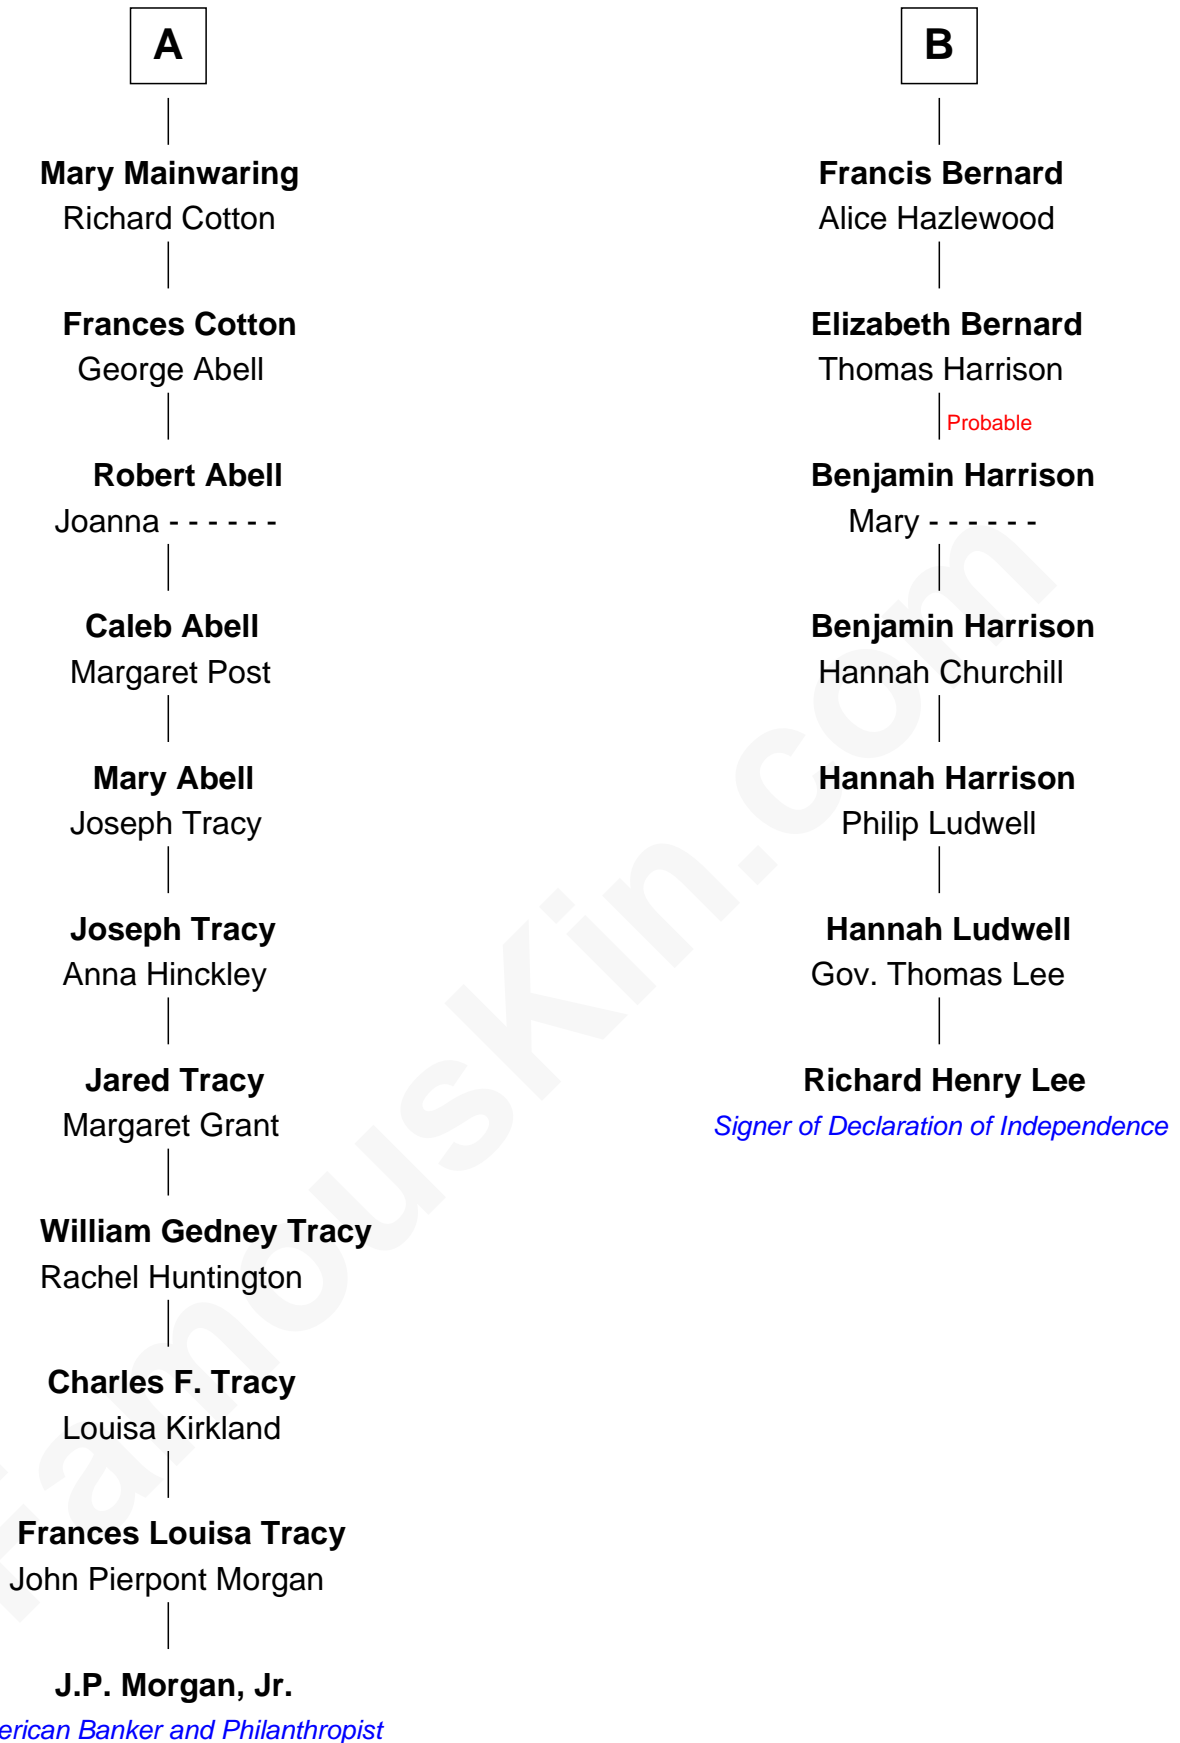 A
Mary Mainwaring
Richard Cotton
Frances Cotton
George Abell
Robert Abell
Joanna - - - - - -
Caleb Abell
Margaret Post
Mary Abell
Joseph Tracy
Joseph Tracy
Anna Hinckley
Jared Tracy
Margaret Grant
William Gedney Tracy
Rachel Huntington
Charles F. Tracy
Louisa Kirkland
Frances Louisa Tracy
John Pierpont Morgan
J.P. Morgan, Jr.
erican Banker and Philanthropist
B
Francis Bernard
Alice Hazlewood
Elizabeth Bernard
Thomas Harrison
Probable
Benjamin Harrison
Mary - - - - - -
Benjamin Harrison
Hannah Churchill
Hannah Harrison
Philip Ludwell
Hannah Ludwell
Gov. Thomas Lee
Richard Henry Lee
Signer of Declaration of Independence
FamousKin.com